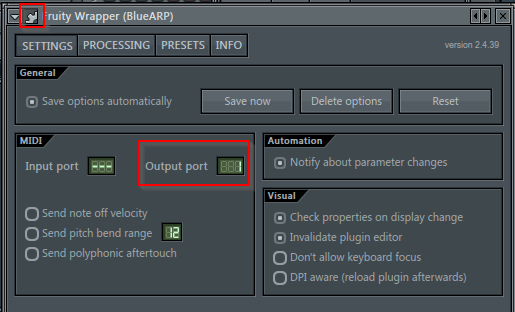 Fruity Wrapper (BlueARP)
SETTINGS PROCESSING PRESETS INFO version 2.4.39
General
Save options automatically Save now Delete options Reset
MIDI
Input port --- Output port 1
Send note off velocity
Send pitch bend range 12
Send polyphonic aftertouch
Automation
Notify about parameter changes
Visual
Check properties on display change
Invalidate plugin editor
Don't allow keyboard focus
DPI aware (reload plugin afterwards)